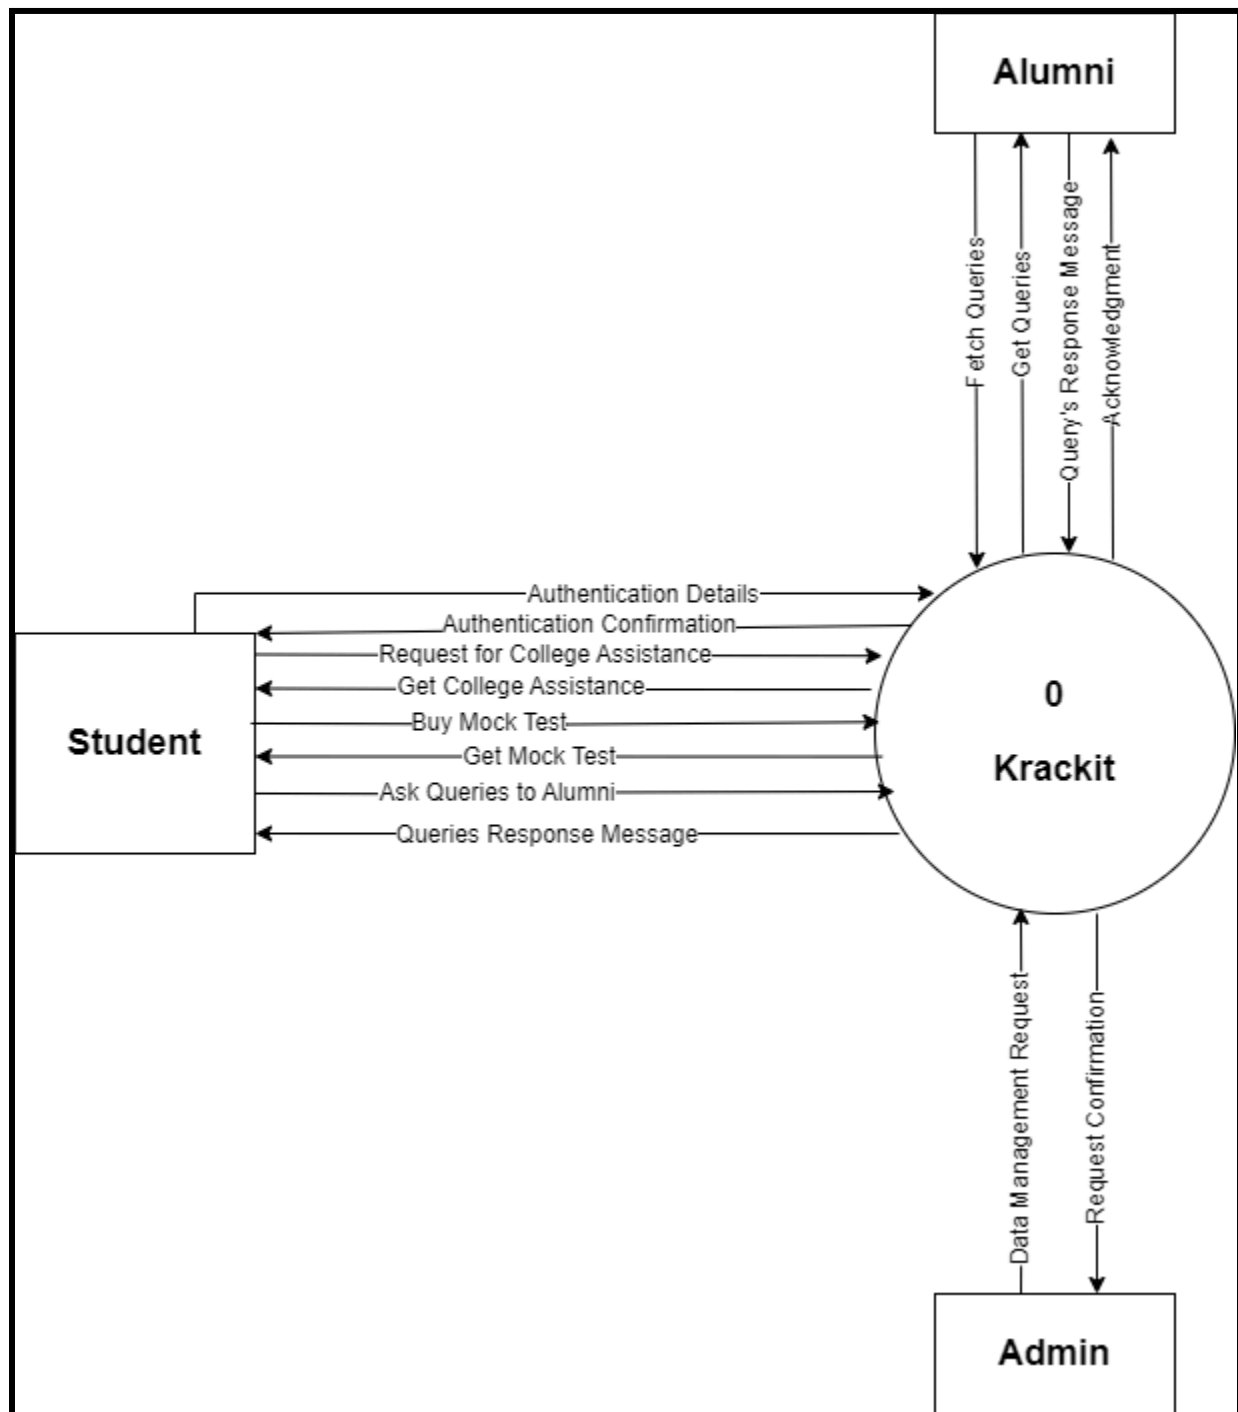 Alumni
Fetch Queries
Get Queries
Query's Response Message
Acknowledgment
Authentication Details
Authentication Confirmation
Request for College Assistance
Get College Assistance
Buy Mock Test
Get Mock Test
Ask Queries to Alumni
Queries Response Message
Student
0
Krackit
Data Management Request
Request Confirmation
Admin